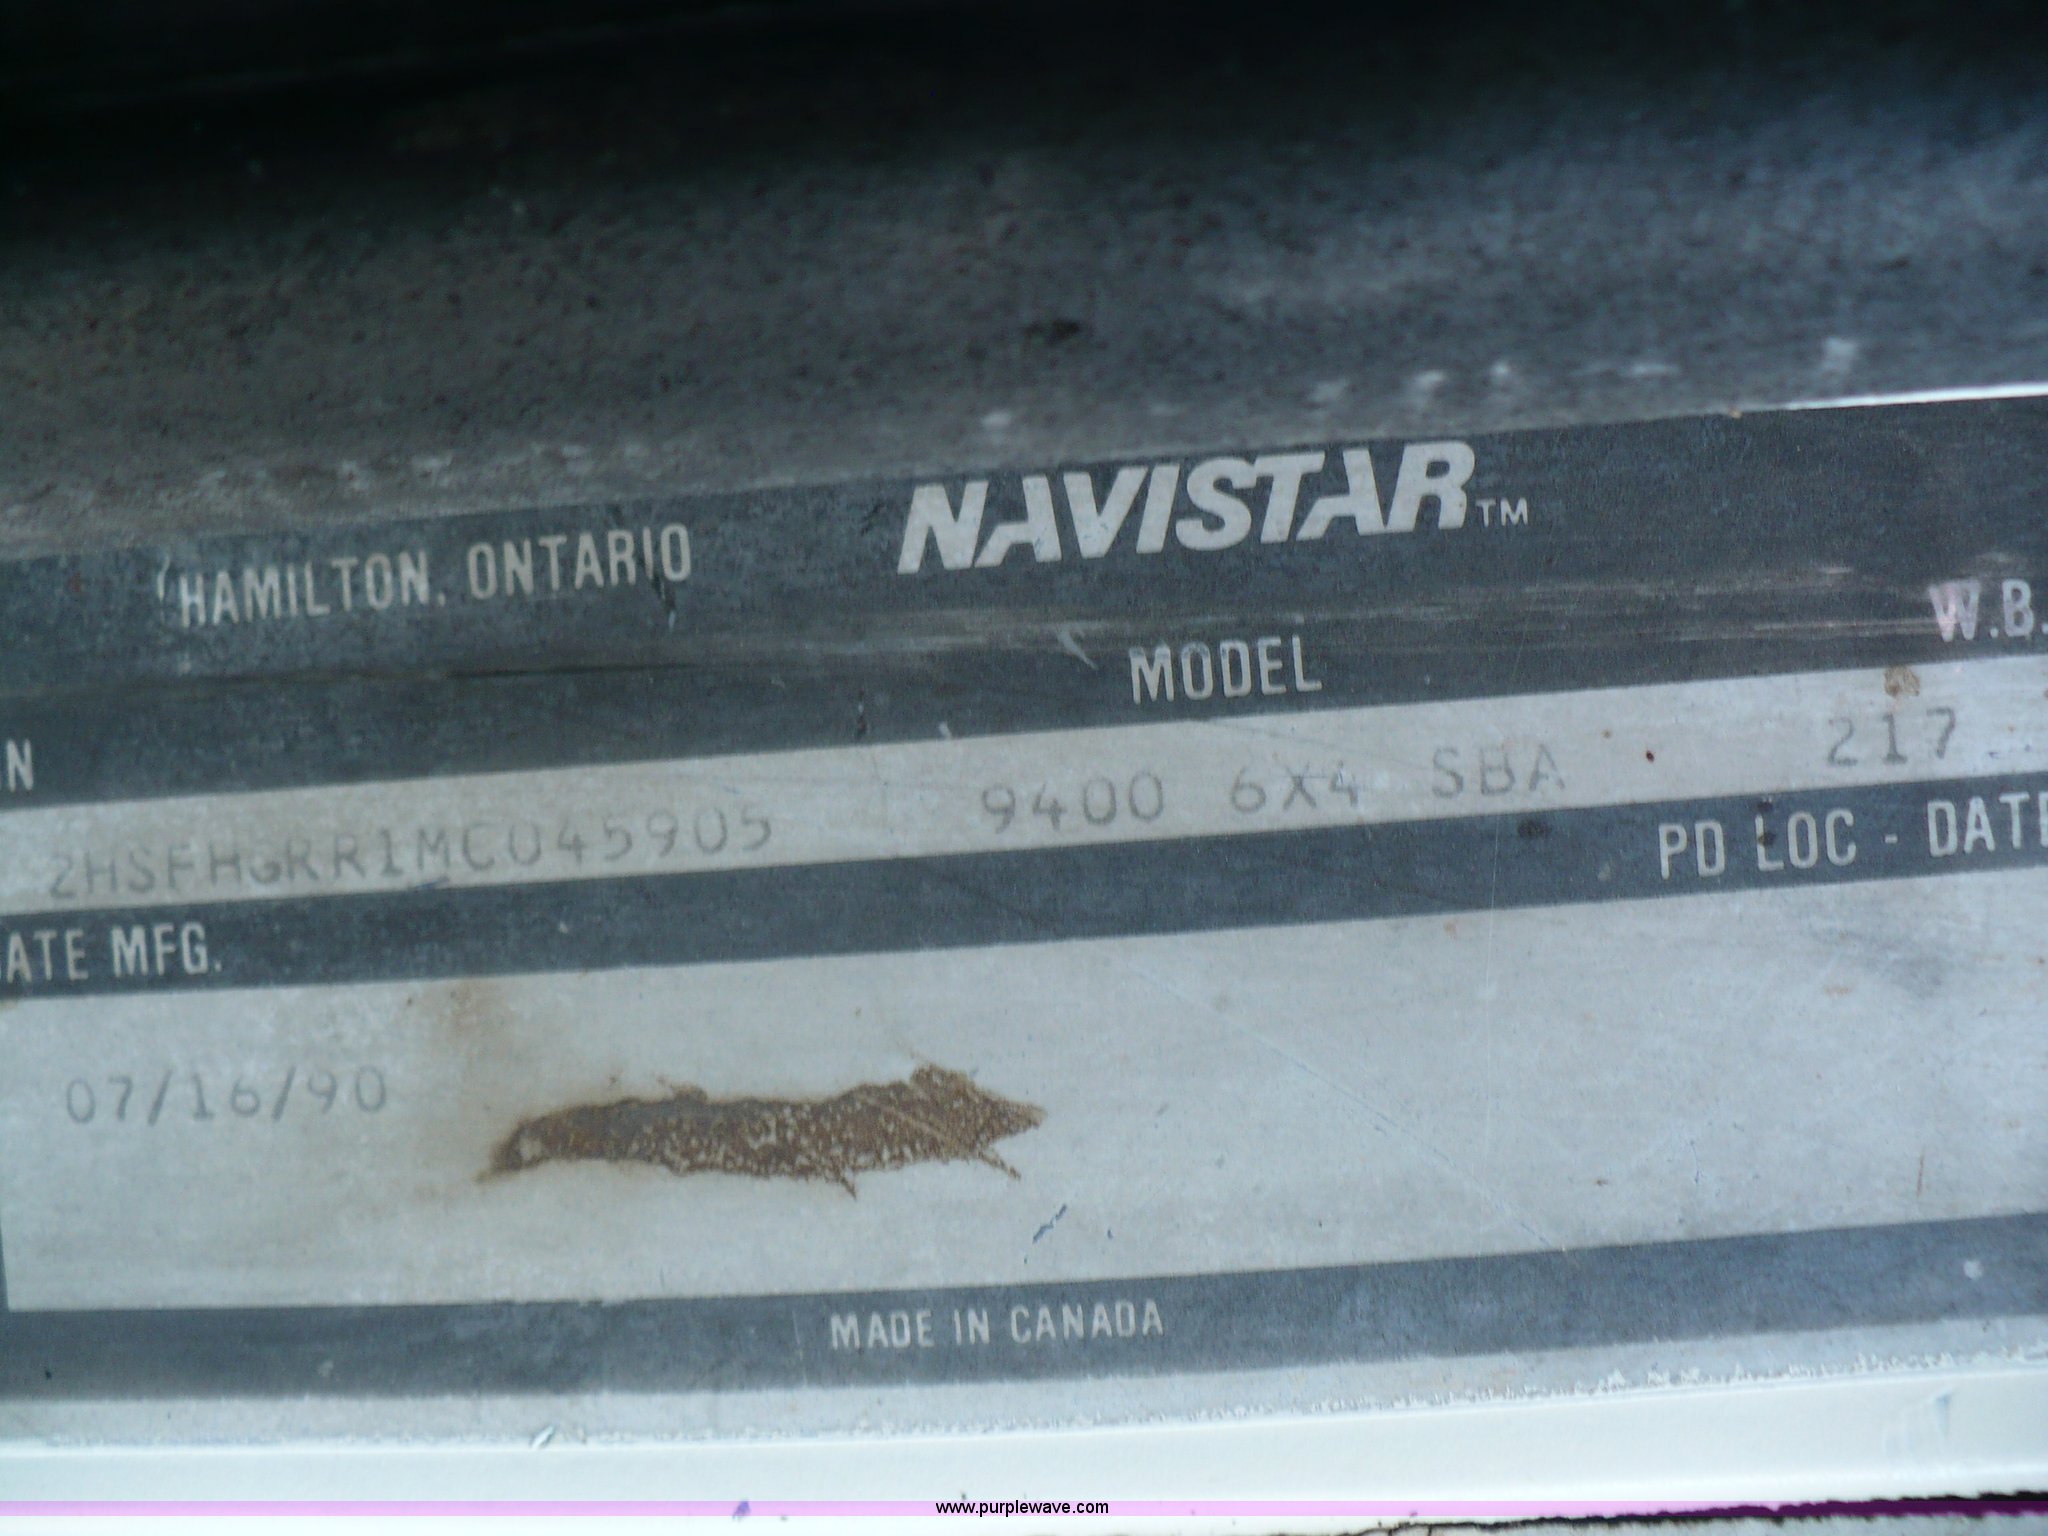 HAMILTON, ONTARIO NAVISTAR™
MODEL W.B.
2HSFHGRR1MC045905 9400 6X4 SBA 217
ATE MFG. PD LOC - DATE
07/16/90
MADE IN CANADA
www.purplewave.com